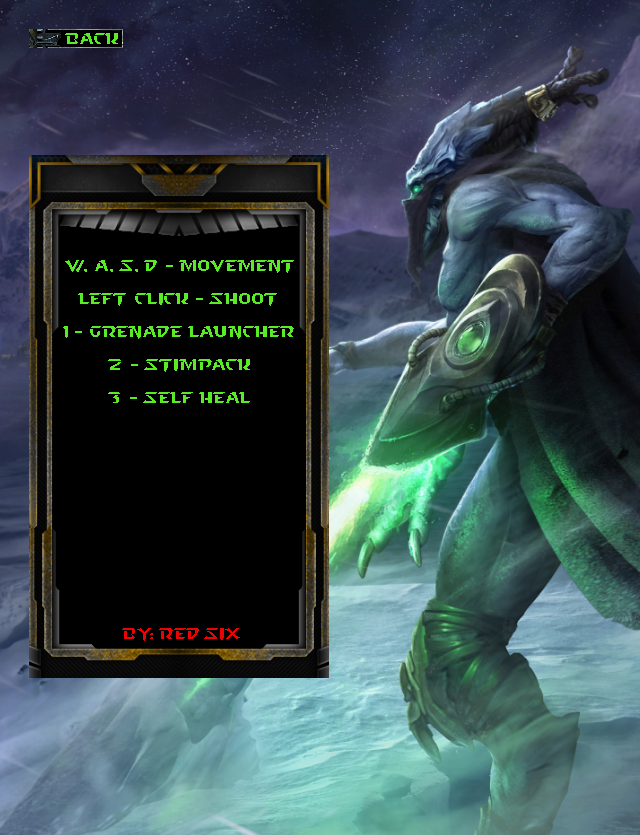 BACK
W. A. S. D - MOVEMENT
LEFT CLICK - SHOOT
1 - GRENADE LAUNCHER
2 - STIMPACK
3 - SELF HEAL
BY: RED SIX